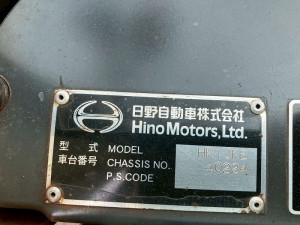 日野自動車株式会社
Hino Motors, Ltd.
型 式 MODEL
車台番号 CHASSIS NO.
P.S.CODE